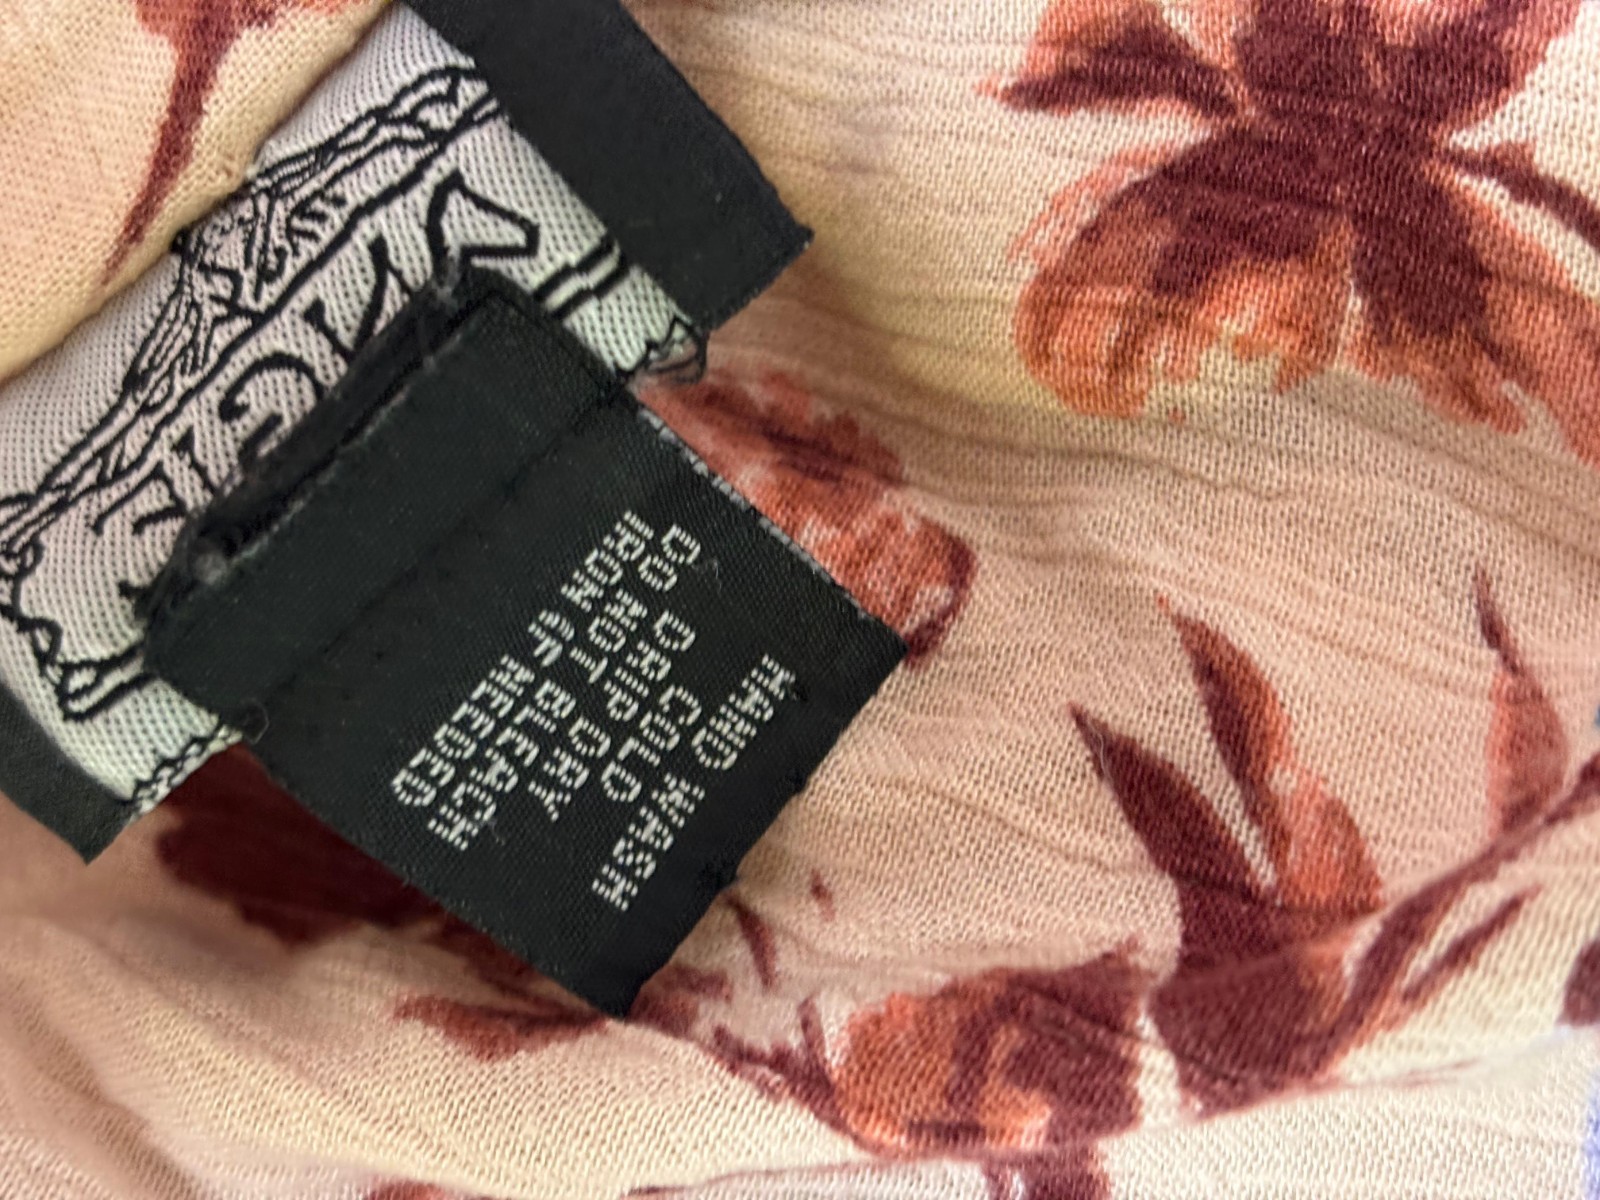 HAND WASH
COLD
DRIP DRY
DO NOT BLEACH
IRON IF NEEDED